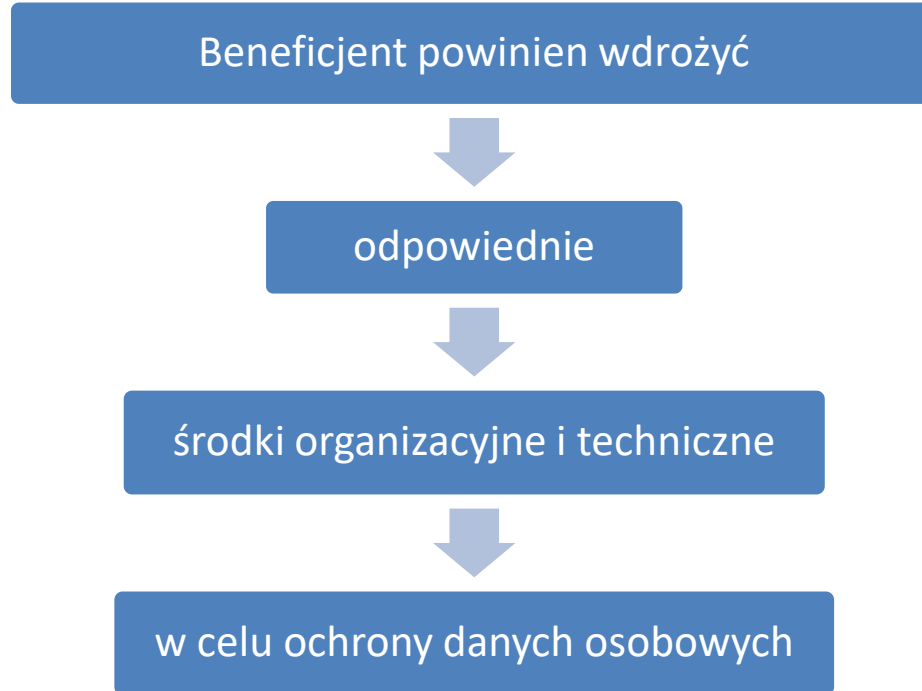 Beneficjent powinien wdrożyć
odpowiednie
środki organizacyjne i techniczne
w celu ochrony danych osobowych